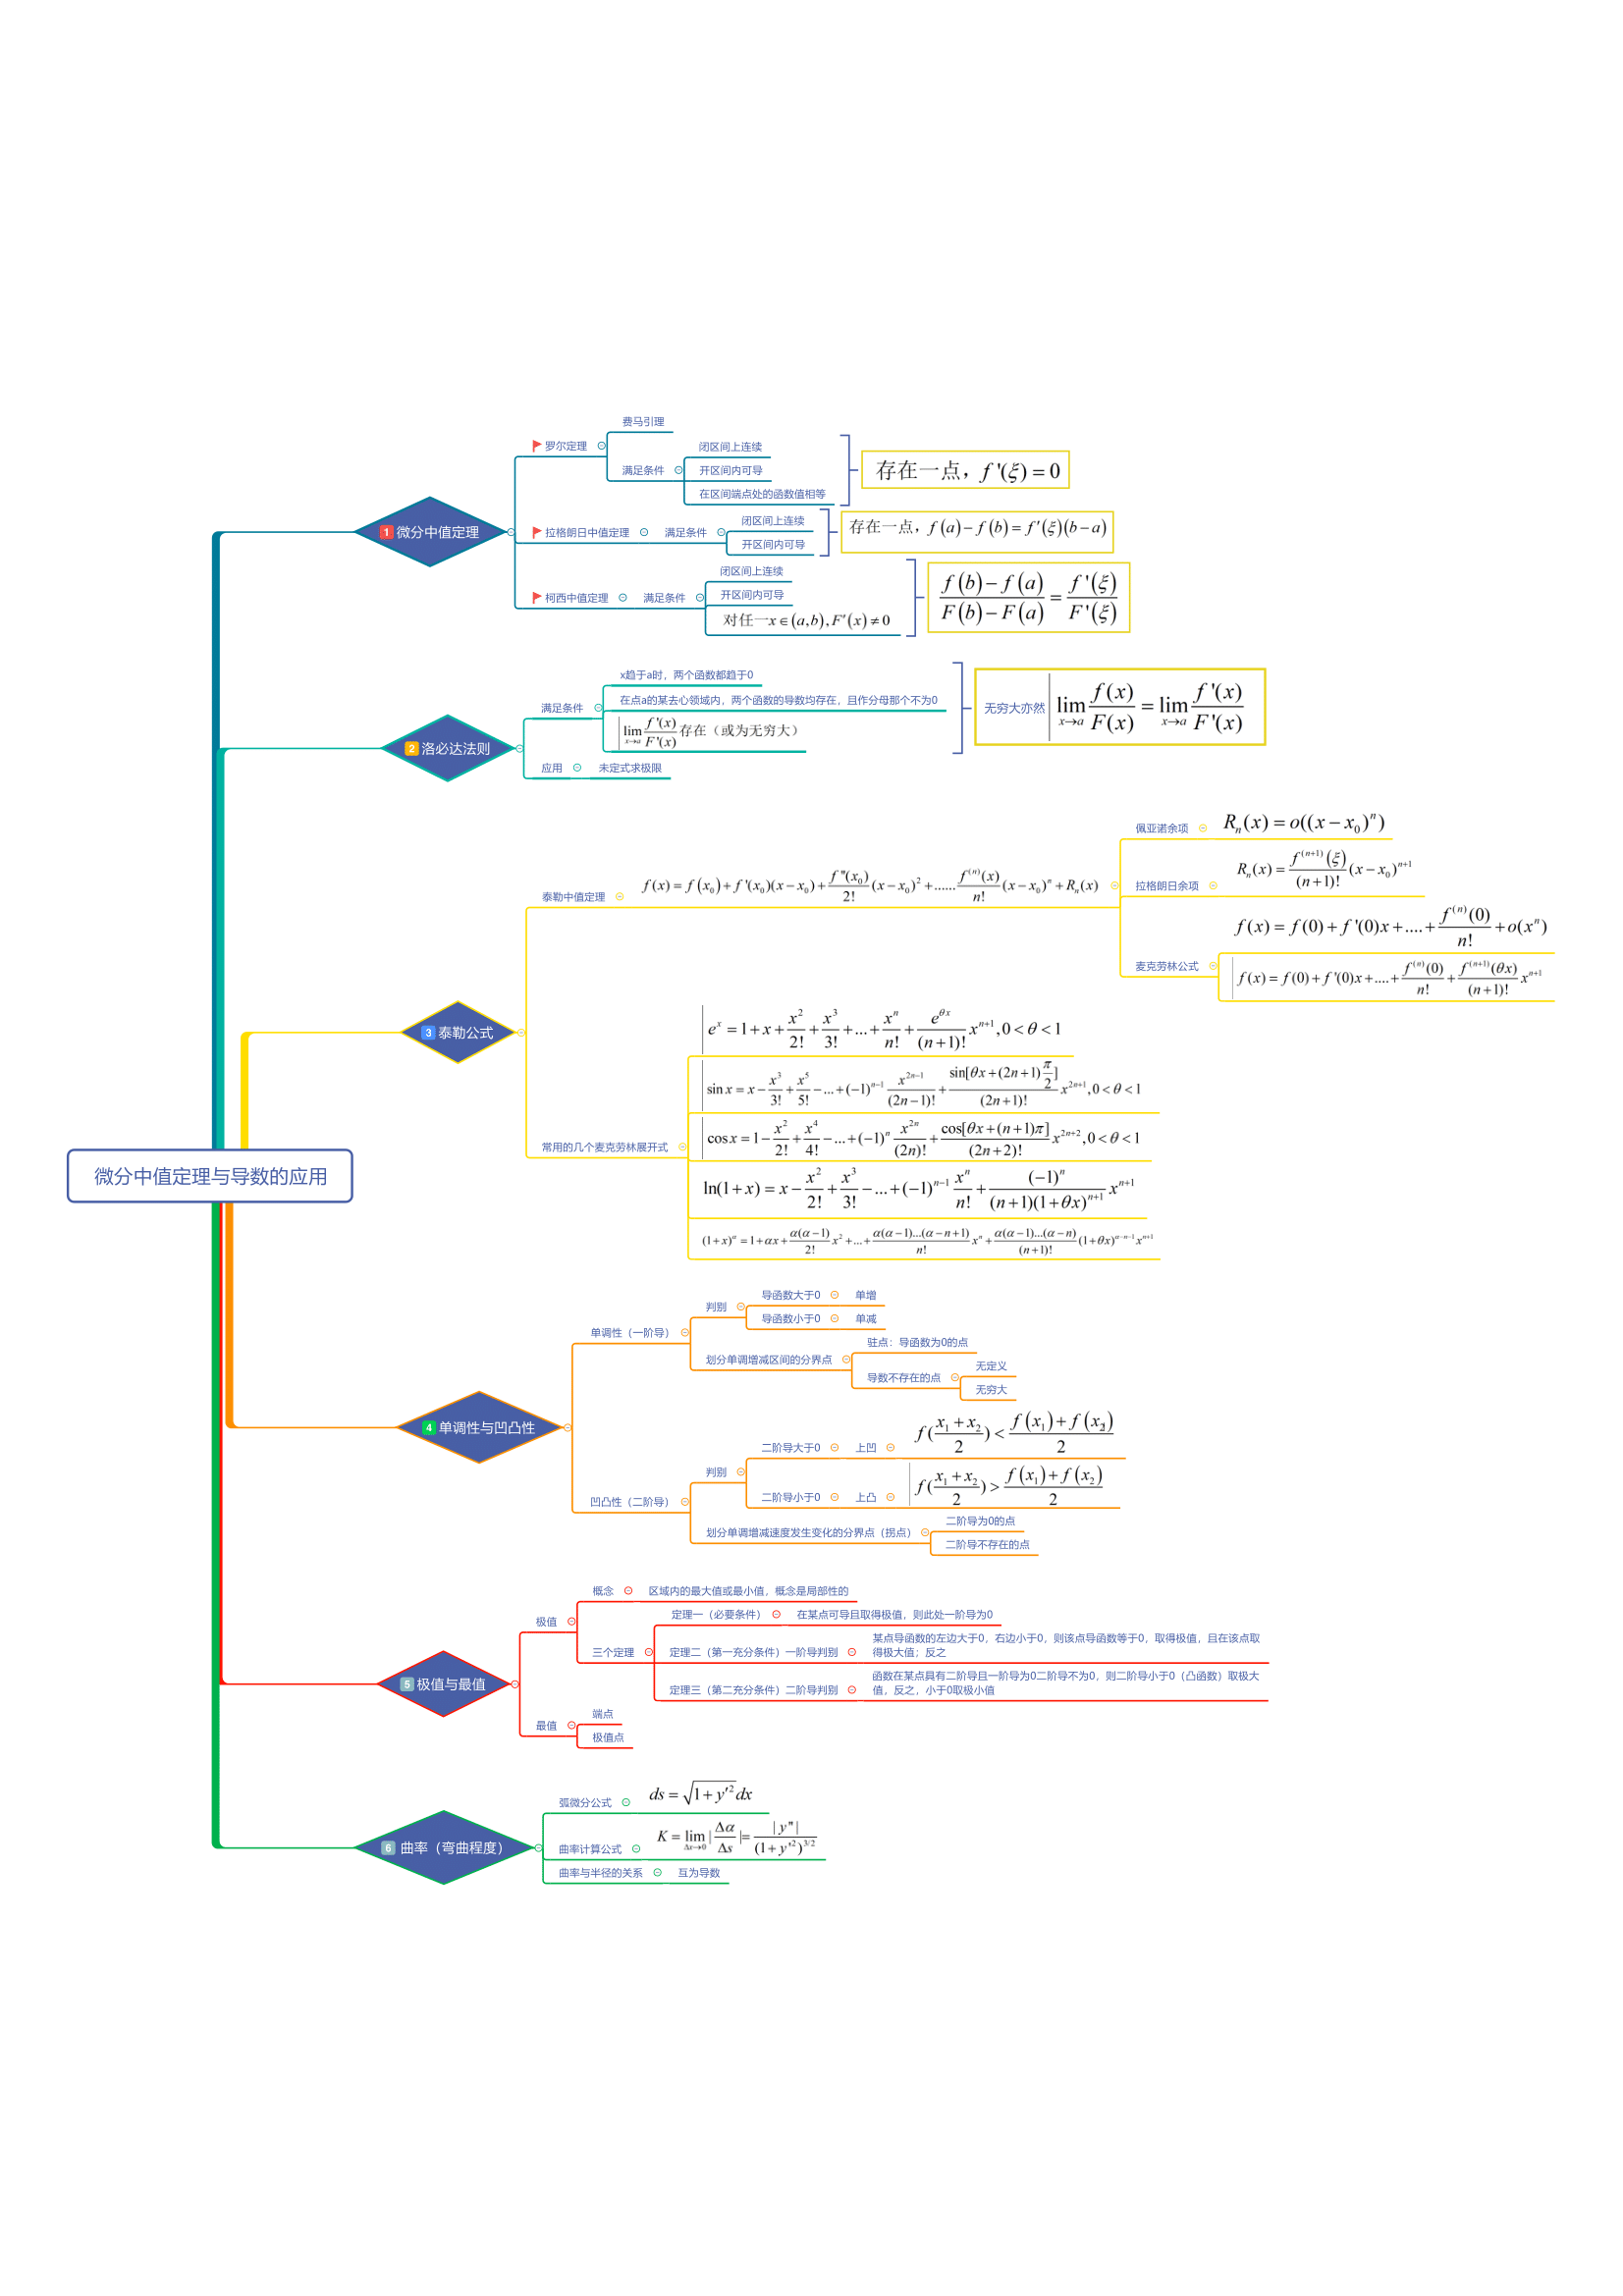 微分中值定理与导数的应用
1 微分中值定理
罗尔定理
费马引理
满足条件
闭区间上连续
开区间内可导
在区间端点处的函数值相等
存在一点，f '(ξ) = 0
拉格朗日中值定理
满足条件
闭区间上连续
开区间内可导
存在一点，f(a) − f(b) = f′(ξ)(b − a)
柯西中值定理
满足条件
闭区间上连续
开区间内可导
对任一x ∈ (a,b), F′(x) ≠ 0
\frac{f(b) − f(a)}{F(b) − F(a)} = \frac{f '(ξ)}{F '(ξ)}
2 洛必达法则
满足条件
x趋于a时，两个函数都趋于0
在点a的某去心领域内，两个函数的导数均存在，且作分母那个不为0
\lim_{x→a} \frac{f '(x)}{F '(x)} 存在（或为无穷大）
无穷大亦然 \lim_{x→a} \frac{f(x)}{F(x)} = \lim_{x→a} \frac{f '(x)}{F '(x)}
应用
未定式求极限
3 泰勒公式
泰勒中值定理
f(x) = f(x_0) + f '(x_0)(x − x_0) + \frac{f ''(x_0)}{2!}(x − x_0)^2 + ...... \frac{f^{(n)}(x)}{n!}(x − x_0)^n + R_n(x)
佩亚诺余项
R_n(x) = o((x − x_0)^n)
拉格朗日余项
R_n(x) = \frac{f^{(n+1)}(ξ)}{(n+1)!}(x − x_0)^{n+1}
麦克劳林公式
f(x) = f(0) + f '(0)x + .... + \frac{f^{(n)}(0)}{n!} + o(x^n)
f(x) = f(0) + f '(0)x + .... + \frac{f^{(n)}(0)}{n!} + \frac{f^{(n+1)}(θx)}{(n+1)!} x^{n+1}
常用的几个麦克劳林展开式
e^x = 1 + x + \frac{x^2}{2!} + \frac{x^3}{3!} + ... + \frac{x^n}{n!} + \frac{e^{θx}}{(n+1)!} x^{n+1}, 0 < θ < 1
sin x = x − \frac{x^3}{3!} + \frac{x^5}{5!} − ... + (−1)^{n−1} \frac{x^{2n−1}}{(2n−1)!} + \frac{sin[θx + (2n+1)\frac{π}{2}]}{(2n+1)!} x^{2n+1}, 0 < θ < 1
cos x = 1 − \frac{x^2}{2!} + \frac{x^4}{4!} − ... + (−1)^n \frac{x^{2n}}{(2n)!} + \frac{cos[θx + (n+1)π]}{(2n+2)!} x^{2n+2}, 0 < θ < 1
ln(1+x) = x − \frac{x^2}{2!} + \frac{x^3}{3!} − ... + (−1)^{n−1} \frac{x^n}{n!} + \frac{(−1)^n}{(n+1)(1+θx)^{n+1}} x^{n+1}
(1+x)^α = 1 + αx + \frac{α(α−1)}{2!} x^2 + ... + \frac{α(α−1)...(α−n+1)}{n!} x^n + \frac{α(α−1)...(α−n)}{(n+1)!} (1+θx)^{α−n−1} x^{n+1}
4 单调性与凹凸性
单调性（一阶导）
判别
导函数大于0
单增
导函数小于0
单减
划分单调增减区间的分界点
驻点：导函数为0的点
导数不存在的点
无定义
无穷大
凹凸性（二阶导）
判别
二阶导大于0
上凹
f(\frac{x_1 + x_2}{2}) < \frac{f(x_1) + f(x_2)}{2}
二阶导小于0
上凸
f(\frac{x_1 + x_2}{2}) > \frac{f(x_1) + f(x_2)}{2}
划分单调增减速度发生变化的分界点（拐点）
二阶导为0的点
二阶导不存在的点
5 极值与最值
极值
概念
区域内的最大值或最小值，概念是局部性的
三个定理
定理一（必要条件）
在某点可导且取得极值，则此处一阶导为0
定理二（第一充分条件）一阶导判别
某点导函数的左边大于0，右边小于0，则该点导函数等于0，取得极值，且在该点取
得极大值；反之
定理三（第二充分条件）二阶导判别
函数在某点具有二阶导且一阶导为0二阶导不为0，则二阶导小于0（凸函数）取极大
值，反之，小于0取极小值
最值
端点
极值点
6 曲率（弯曲程度）
弧微分公式
ds = \sqrt{1 + y′^2} dx
曲率计算公式
K = \lim_{Δs→0} |\frac{Δα}{Δs}| = \frac{| y'' |}{(1 + y′^2)^{3/2}}
曲率与半径的关系
互为导数